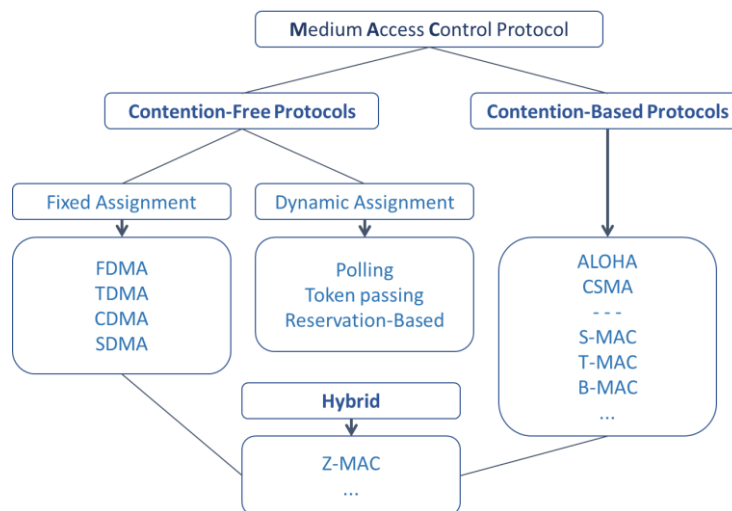 Medium Access Control Protocol
Contention-Free Protocols
Contention-Based Protocols
Fixed Assignment
Dynamic Assignment
FDMA
TDMA
CDMA
SDMA
Polling
Token passing
Reservation-Based
ALOHA
CSMA
- - -
S-MAC
T-MAC
B-MAC
...
Hybrid
Z-MAC
...